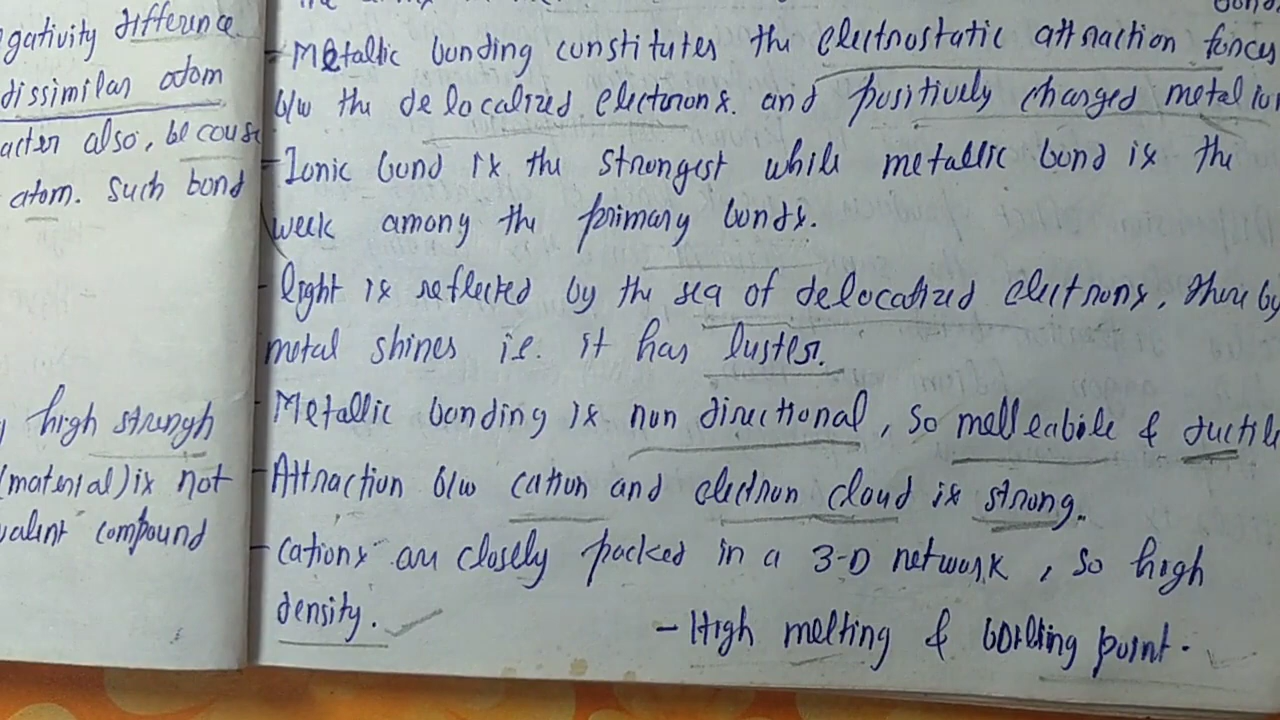 gativity difference
dissimilar atom
acter also, because
atom. Such bond
high strength
(material) is not
valent compound
- Metallic bonding constitutes the electrostatic attraction forces
b/w the delocalized electrons. and positively charged metal ion
- Ionic bond is the strongest while metallic bond is the
week among the primary bonds.
- light is reflected by the sea of delocalized electrons, thereby
metal shines ie. it has luster.
- Metallic bonding is non directional, so melleabile & ductile
- Attraction b/w cation and electron cloud is strong.
- Cations are closely packed in a 3-D network, so high
density.
- High melting & boiling point.